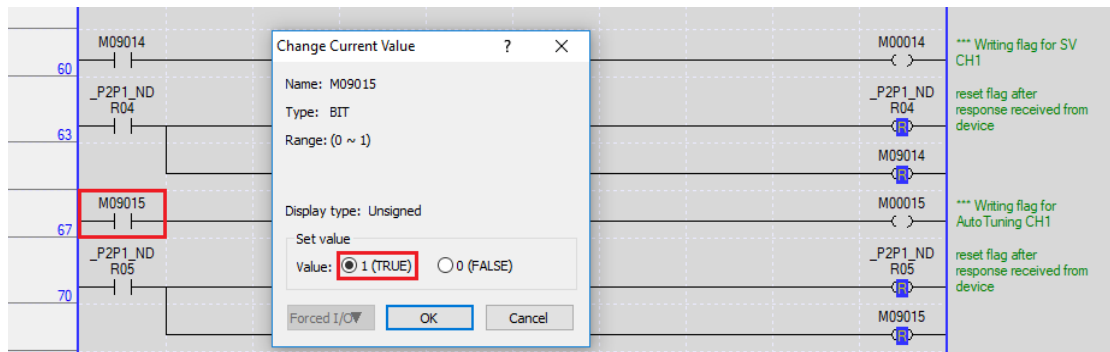 M09014
M00014
*** Writing flag for SV
CH1
60
_P2P1_ND
R04
_P2P1_ND
R04
R
reset flag after
response received from
device
63
M09014
R
M09015
M00015
*** Writing flag for
AutoTuning CH1
67
_P2P1_ND
R05
_P2P1_ND
R05
R
reset flag after
response received from
device
70
M09015
R
Change Current Value ? X
Name: M09015
Type: BIT
Range: (0 ~ 1)
Display type: Unsigned
Set value
Value: 1 (TRUE) 0 (FALSE)
Forced I/O OK Cancel